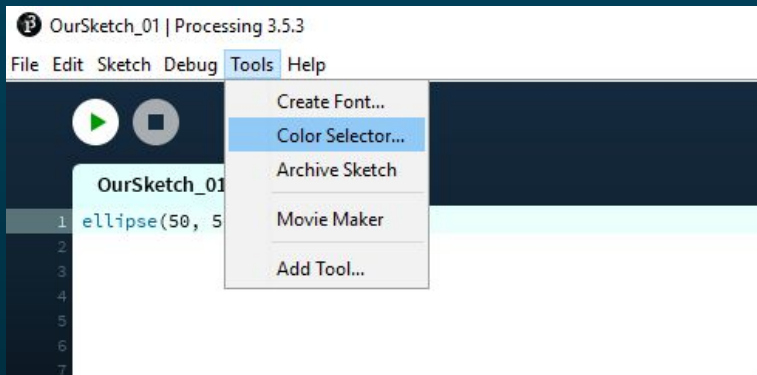 OurSketch_01 | Processing 3.5.3
File Edit Sketch Debug Tools Help
Create Font...
Color Selector...
Archive Sketch
Movie Maker
Add Tool...
OurSketch_01
1 ellipse(50, 5
2
3
4
5
6
7